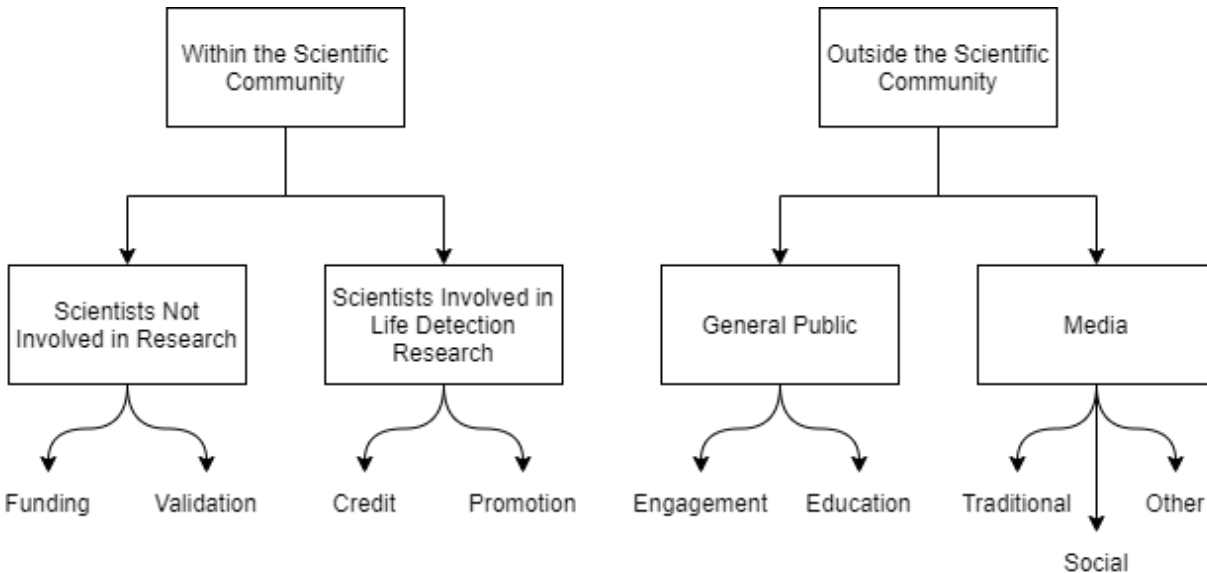 Within the Scientific
Community
Outside the Scientific
Community
Scientists Not
Involved in Research
Scientists Involved in
Life Detection
Research
General Public
Media
Funding
Validation
Credit
Promotion
Engagement
Education
Traditional
Other
Social